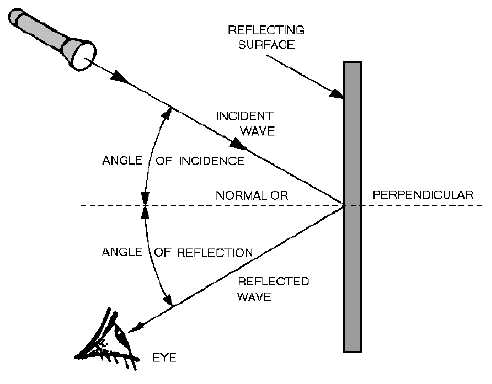 REFLECTING
SURFACE
INCIDENT
WAVE
ANGLE OF INCIDENCE
NORMAL OR PERPENDICULAR
ANGLE OF REFLECTION
REFLECTED
WAVE
EYE